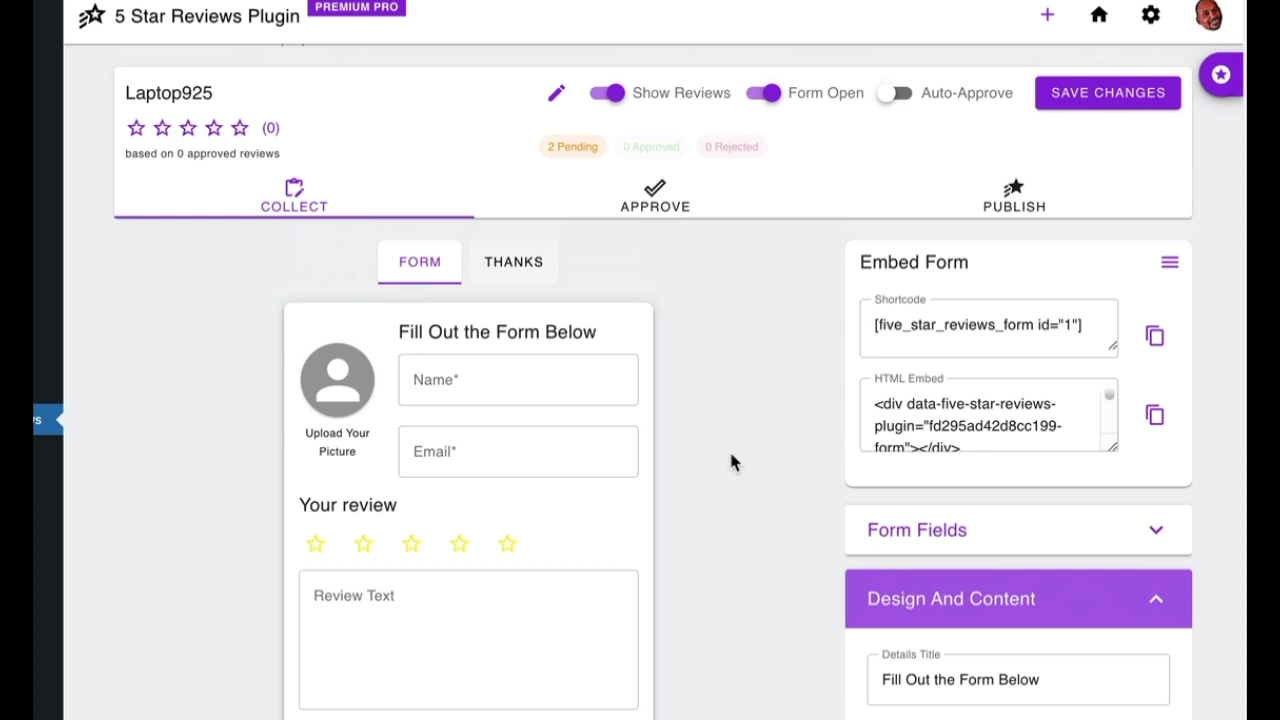 5 Star Reviews Plugin
PREMIUM PRO
Laptop925
Show Reviews
Form Open
Auto-Approve
SAVE CHANGES
(0)
based on 0 approved reviews
2 Pending
0 Approved
0 Rejected
COLLECT
APPROVE
PUBLISH
FORM
THANKS
Fill Out the Form Below
Name*
Upload Your
Picture
Email*
Your review
Review Text
Embed Form
Shortcode
[five_star_reviews_form id="1"]
HTML Embed
<div data-five-star-reviews-
plugin="fd295ad42d8cc199-
form"></div>
Form Fields
Design And Content
Details Title
Fill Out the Form Below